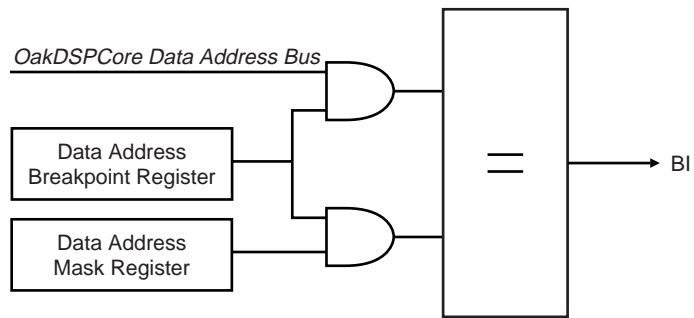 OakDSPCore Data Address Bus
Data Address
Breakpoint Register
=
BI
Data Address
Mask Register